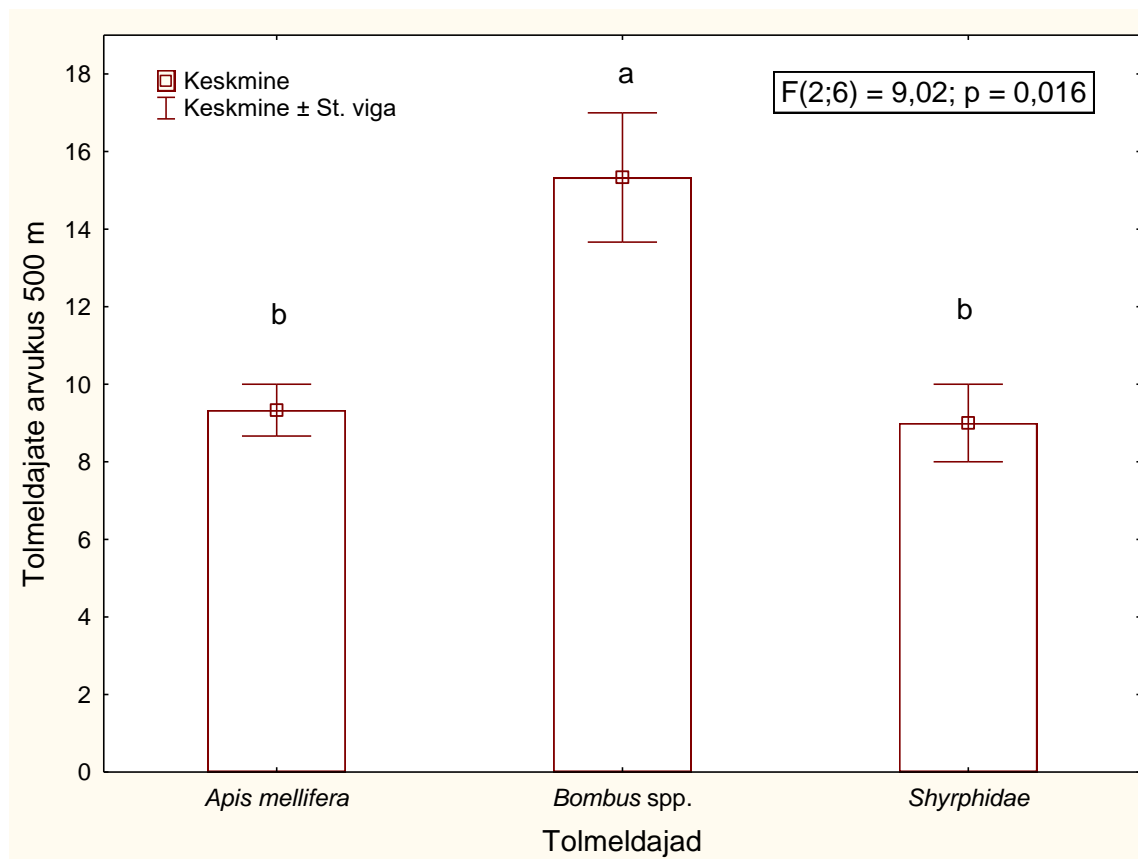 Keskmine
Keskmine ± St. viga
F(2;6) = 9,02; p = 0,016
a
b
b
Tolmeldajate arvukus 500 m
18
16
14
12
10
8
6
4
2
0
Apis mellifera Bombus spp. Shyrphidae
Tolmeldajad